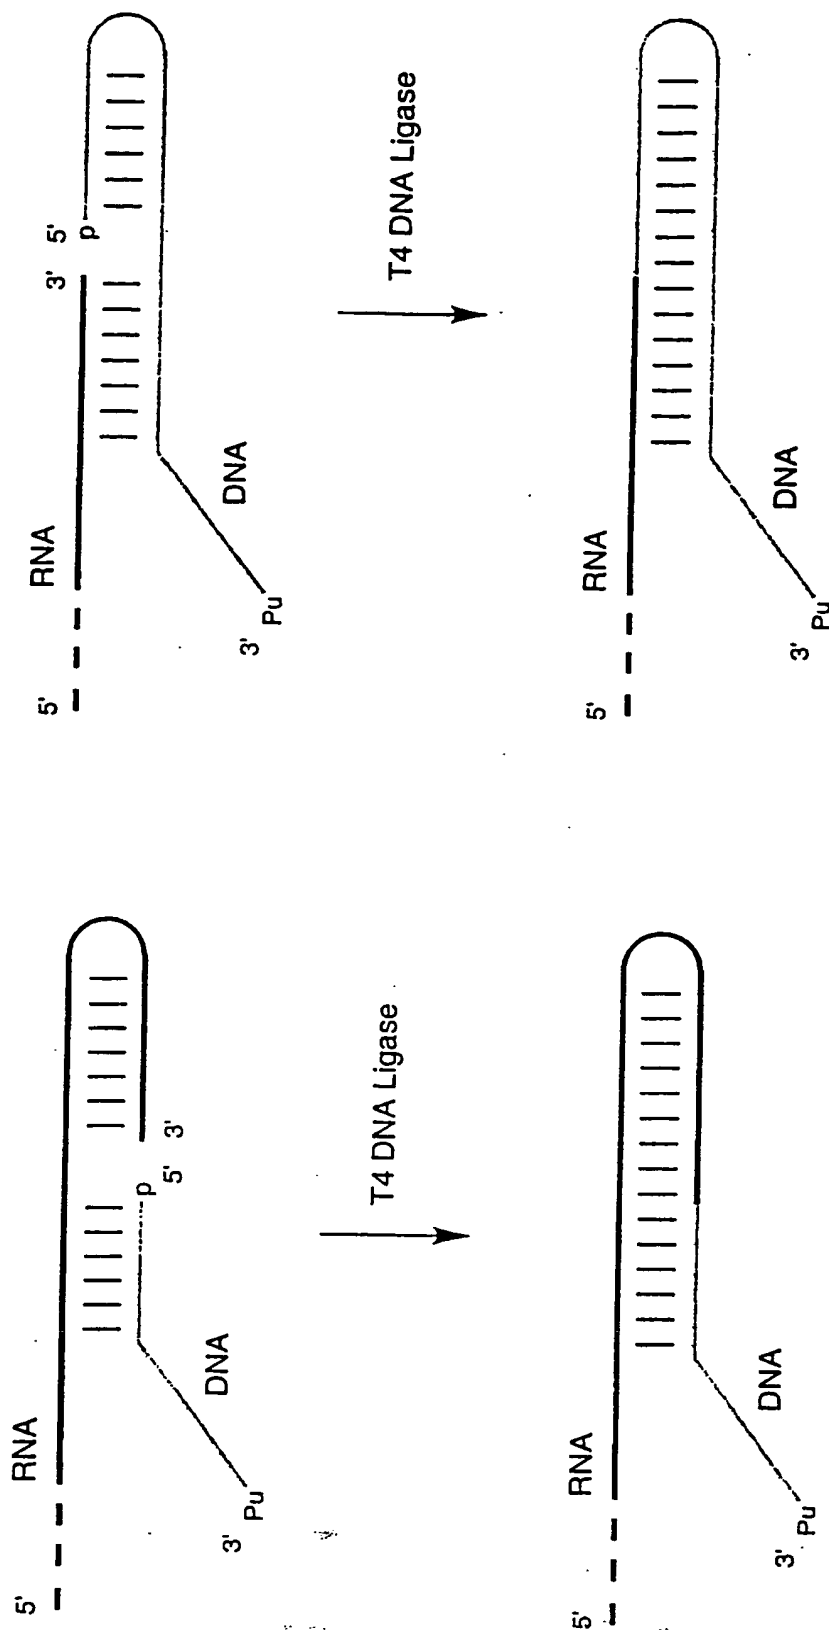 RNA
5'
p
5' 3'
DNA
3'
Pu
T4 DNA Ligase
RNA
5'
DNA
3'
Pu
RNA
5'
3' 5'
p
DNA
3'
Pu
T4 DNA Ligase
RNA
5'
DNA
3'
Pu